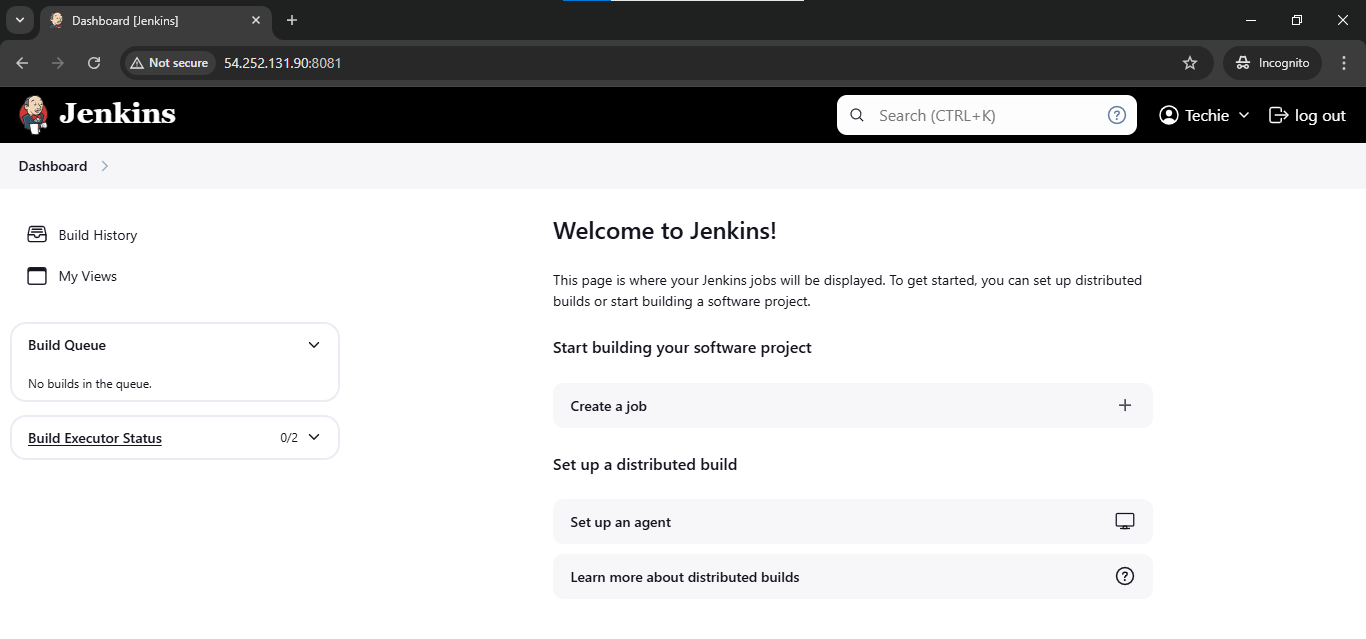 Dashboard [Jenkins]
Not secure
54.252.131.90:8081
Incognito
Jenkins
Search (CTRL+K)
Techie
log out
Dashboard
Build History
My Views
Build Queue
No builds in the queue.
Build Executor Status
0/2
Welcome to Jenkins!
This page is where your Jenkins jobs will be displayed. To get started, you can set up distributed
builds or start building a software project.
Start building your software project
Create a job
Set up a distributed build
Set up an agent
Learn more about distributed builds